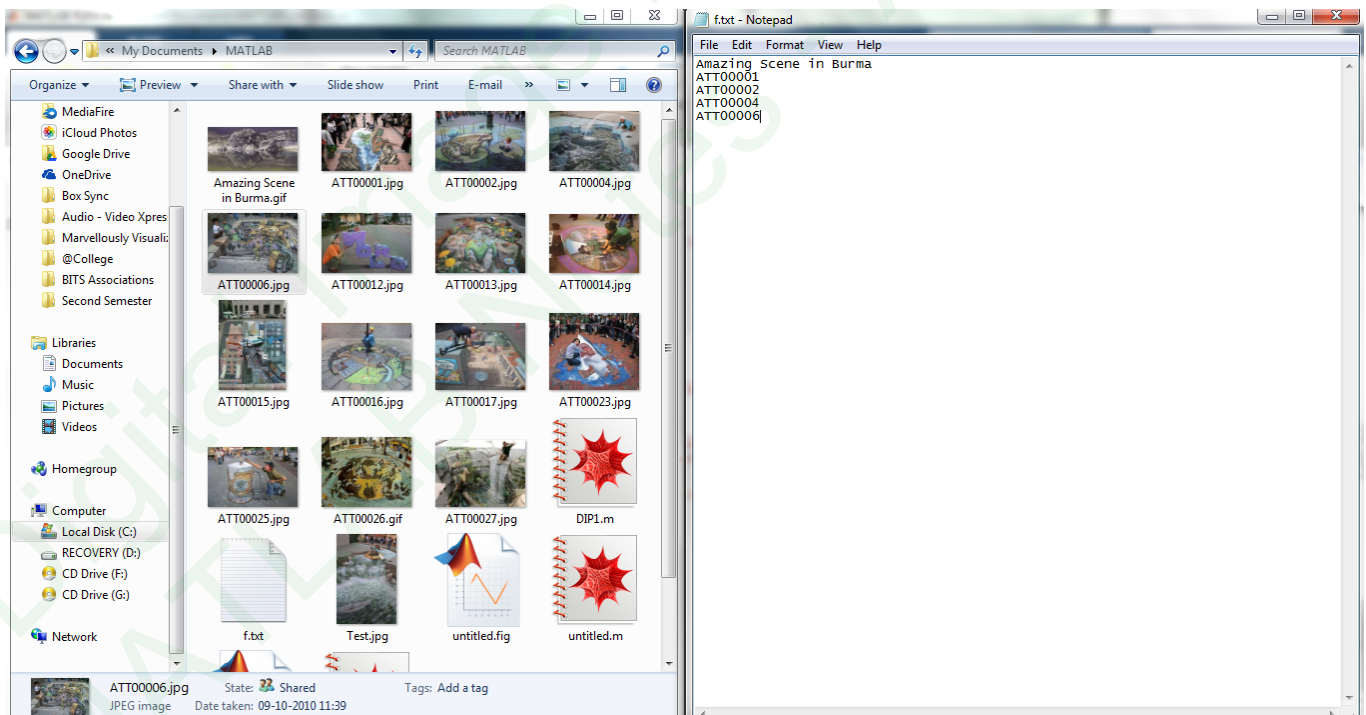 « My Documents ▸ MATLAB
Search MATLAB
Organize
Preview
Share with
Slide show
Print
E-mail
»
MediaFire
iCloud Photos
Google Drive
OneDrive
Box Sync
Audio - Video Xpres
Marvellously Visuali
@College
BITS Associations
Second Semester
Libraries
Documents
Music
Pictures
Videos
Homegroup
Computer
Local Disk (C:)
RECOVERY (D:)
CD Drive (F:)
CD Drive (G:)
Network
Amazing Scene
in Burma.gif
ATT00001.jpg
ATT00002.jpg
ATT00004.jpg
ATT00006.jpg
ATT00012.jpg
ATT00013.jpg
ATT00014.jpg
ATT00015.jpg
ATT00016.jpg
ATT00017.jpg
ATT00023.jpg
ATT00025.jpg
ATT00026.gif
ATT00027.jpg
DIP1.m
f.txt
Test.jpg
untitled.fig
untitled.m
ATT00006.jpg
State: Shared
Tags: Add a tag
JPEG image
Date taken: 09-10-2010 11:39
f.txt - Notepad
File Edit Format View Help
Amazing Scene in Burma
ATT00001
ATT00002
ATT00004
ATT00006